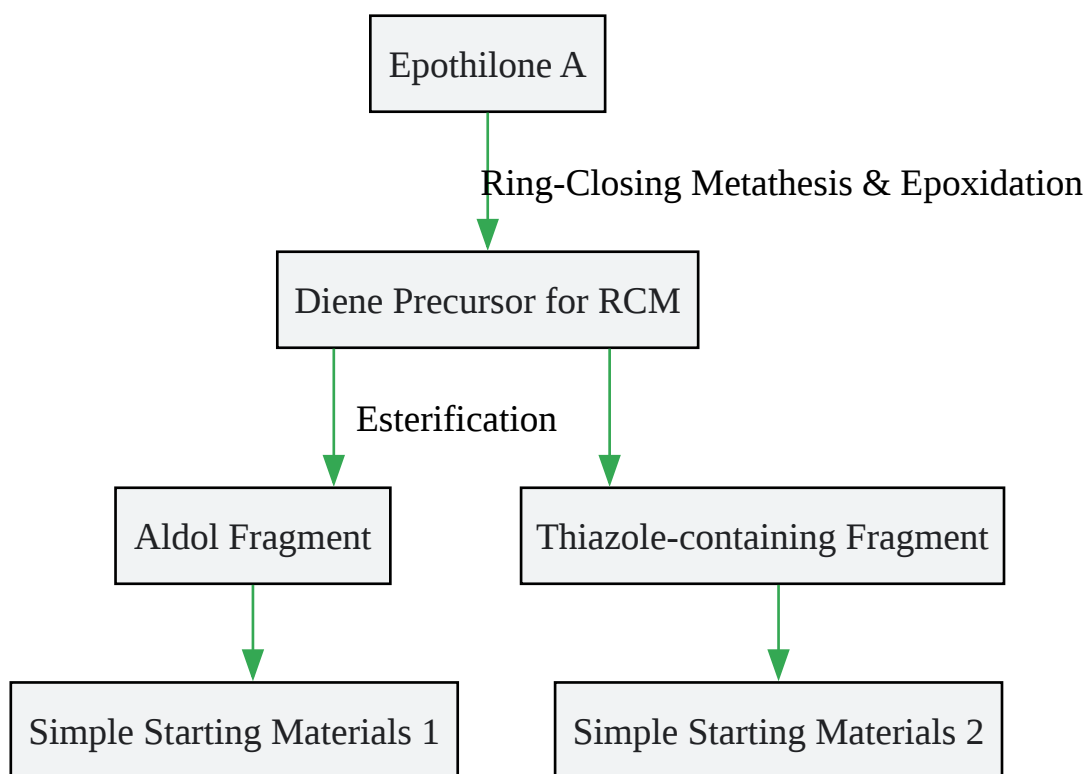 Epothilone A
Ring-Closing Metathesis & Epoxidation
Diene Precursor for RCM
Esterification
Aldol Fragment
Thiazole-containing Fragment
Simple Starting Materials 1
Simple Starting Materials 2